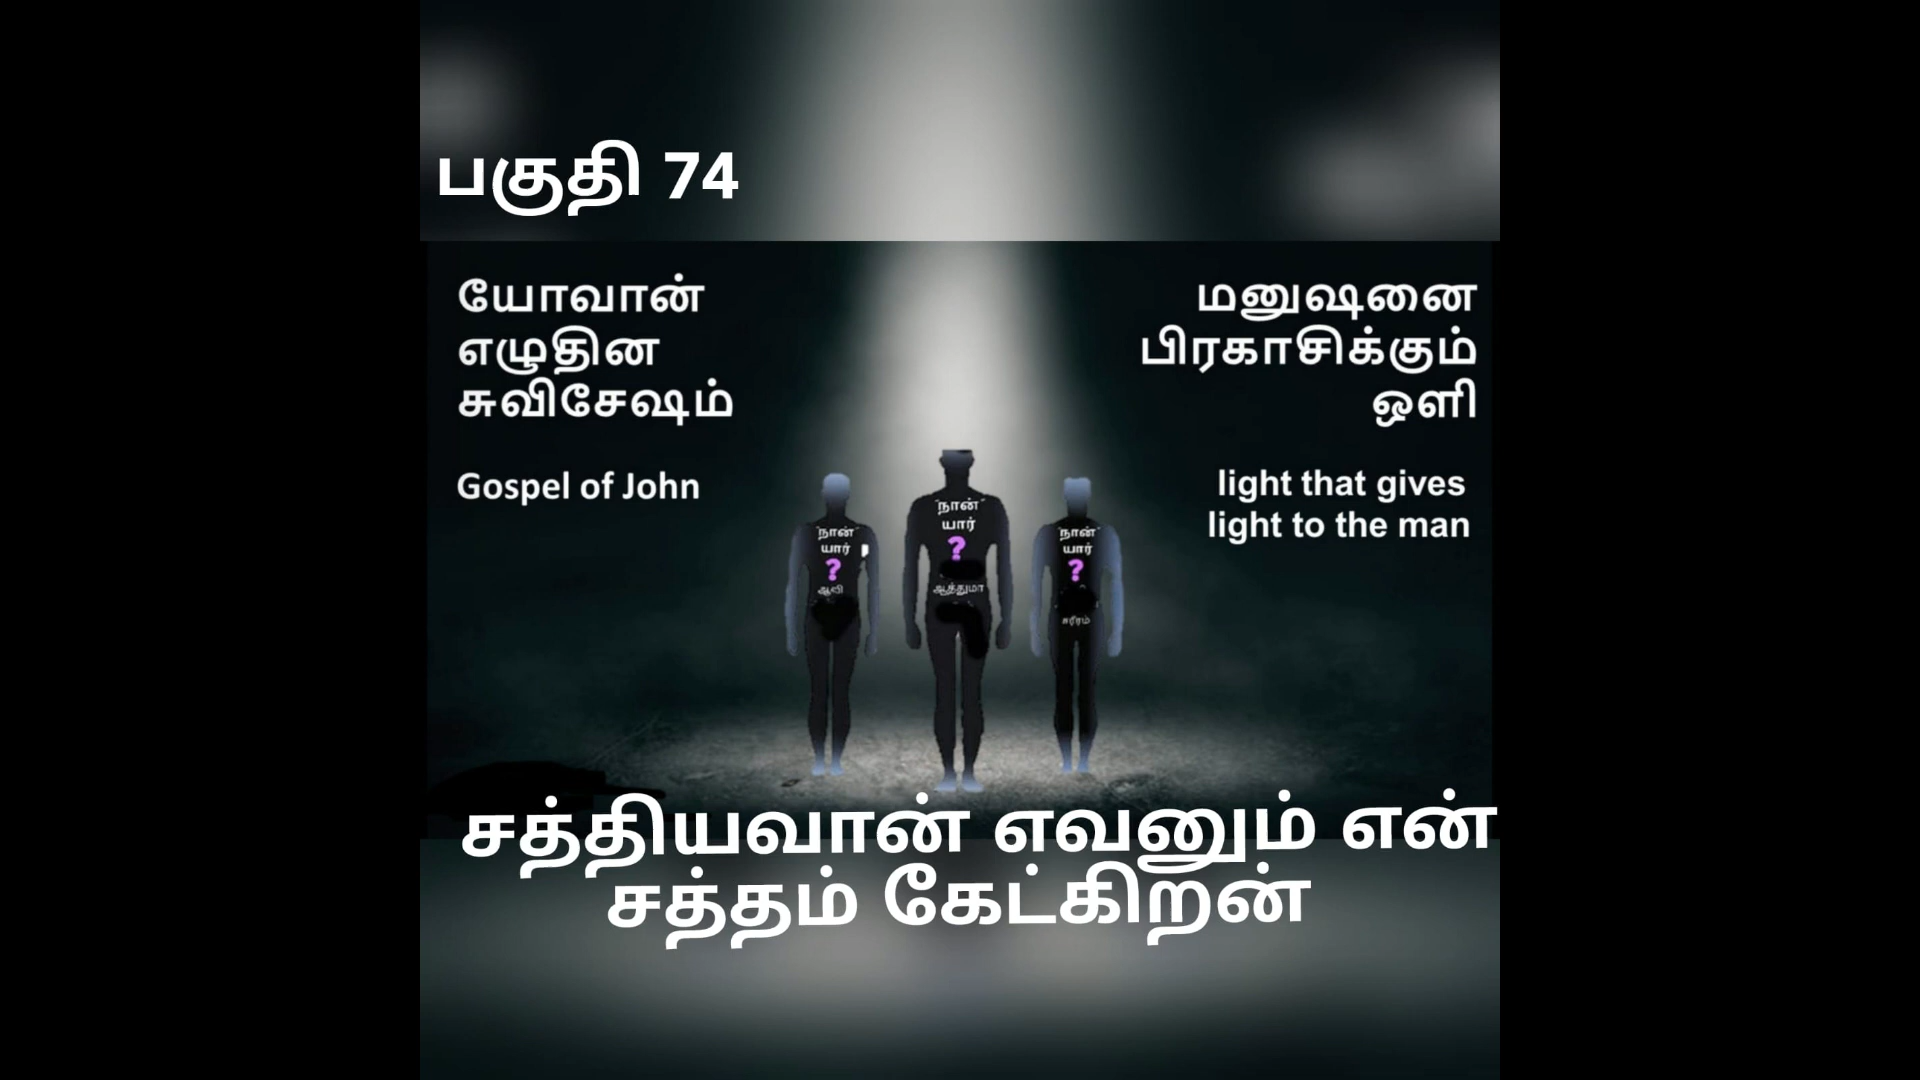 பகுதி 74
யோவான்
எழுதின
சுவிசேஷம்
Gospel of John
மனுஷனை
பிரகாசிக்கும்
ஒளி
light that gives
light to the man
"நான்
யார்
?
ஆவி
"நான்"
யார்
?
ஆத்துமா
"நான்
யார்
?
சரீரம்
சத்தியவான் எவனும் என்
சத்தம் கேட்கிறன்